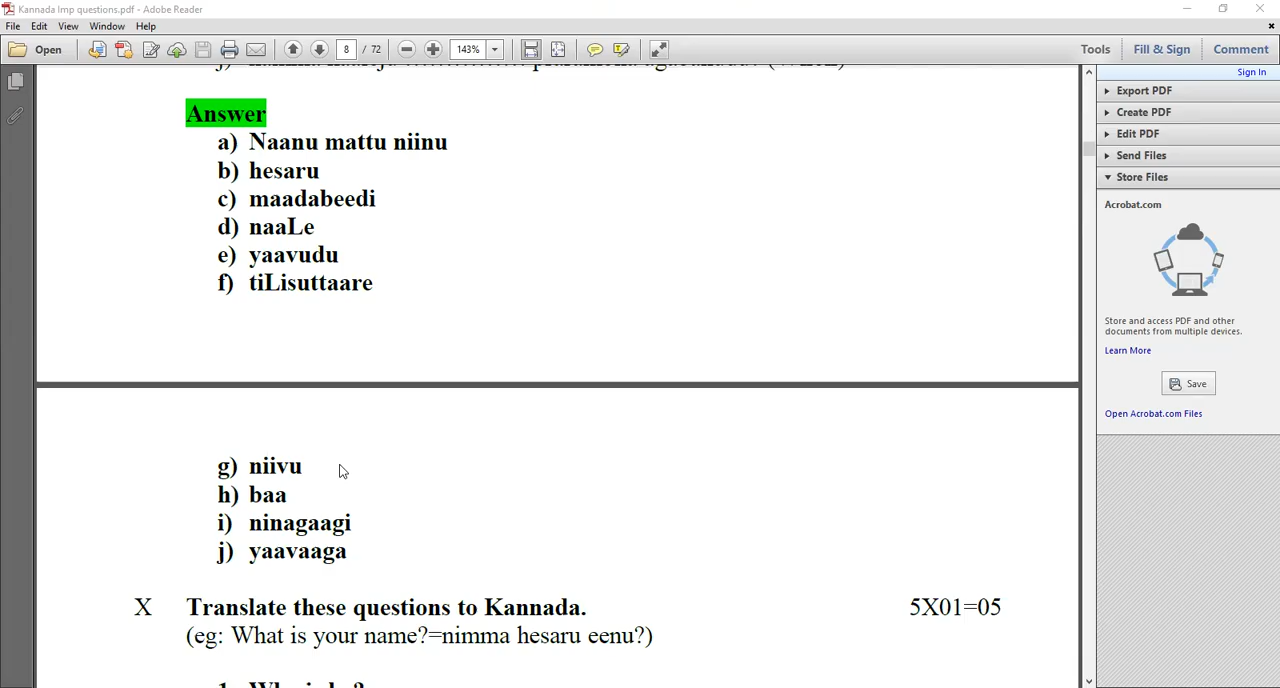 Kannada Imp questions.pdf - Adobe Reader
File Edit View Window Help
Open 8 / 72 143% Tools Fill & Sign Comment
Sign In
Export PDF
Create PDF
Edit PDF
Send Files
Store Files
Acrobat.com
Store and access PDF and other
documents from multiple devices.
Learn More
Save
Open Acrobat.com Files
Answer
a) Naanu mattu niinu
b) hesaru
c) maadabeedi
d) naaLe
e) yaavudu
f) tiLisuttaare
g) niivu
h) baa
i) ninagaagi
j) yaavaaga
X Translate these questions to Kannada. 5X01=05
(eg: What is your name?=nimma hesaru eenu?)